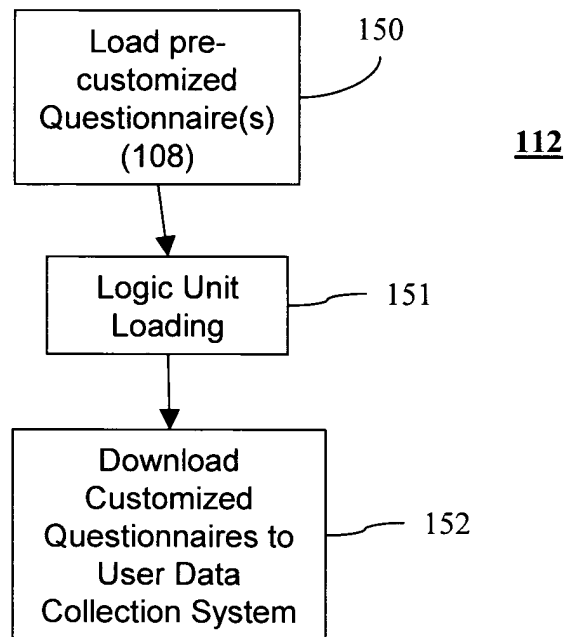 Load pre-
customized
Questionnaire(s)
(108)
150
112
Logic Unit
Loading
151
Download
Customized
Questionnaires to
User Data
Collection System
152